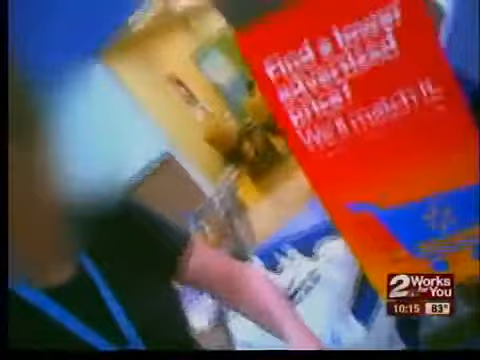 Find a lower
advertised
price?
We'll match it.
2 Works
for You
10:15 83°